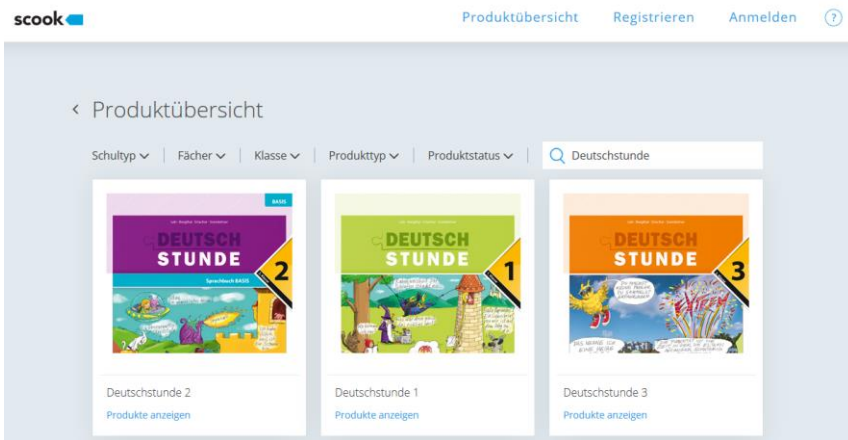 scook
Produktübersicht Registrieren Anmelden ?
< Produktübersicht
Schultyp Fächer Klasse Produkttyp Produktstatus Deutschstunde
BASIS
DEUTSCH
STUNDE
2
Sprachbuch BASIS
DEUTSCH
STUNDE
1
DEUTSCH
STUNDE
3
EXTREM
Deutschstunde 2
Produkte anzeigen
Deutschstunde 1
Produkte anzeigen
Deutschstunde 3
Produkte anzeigen